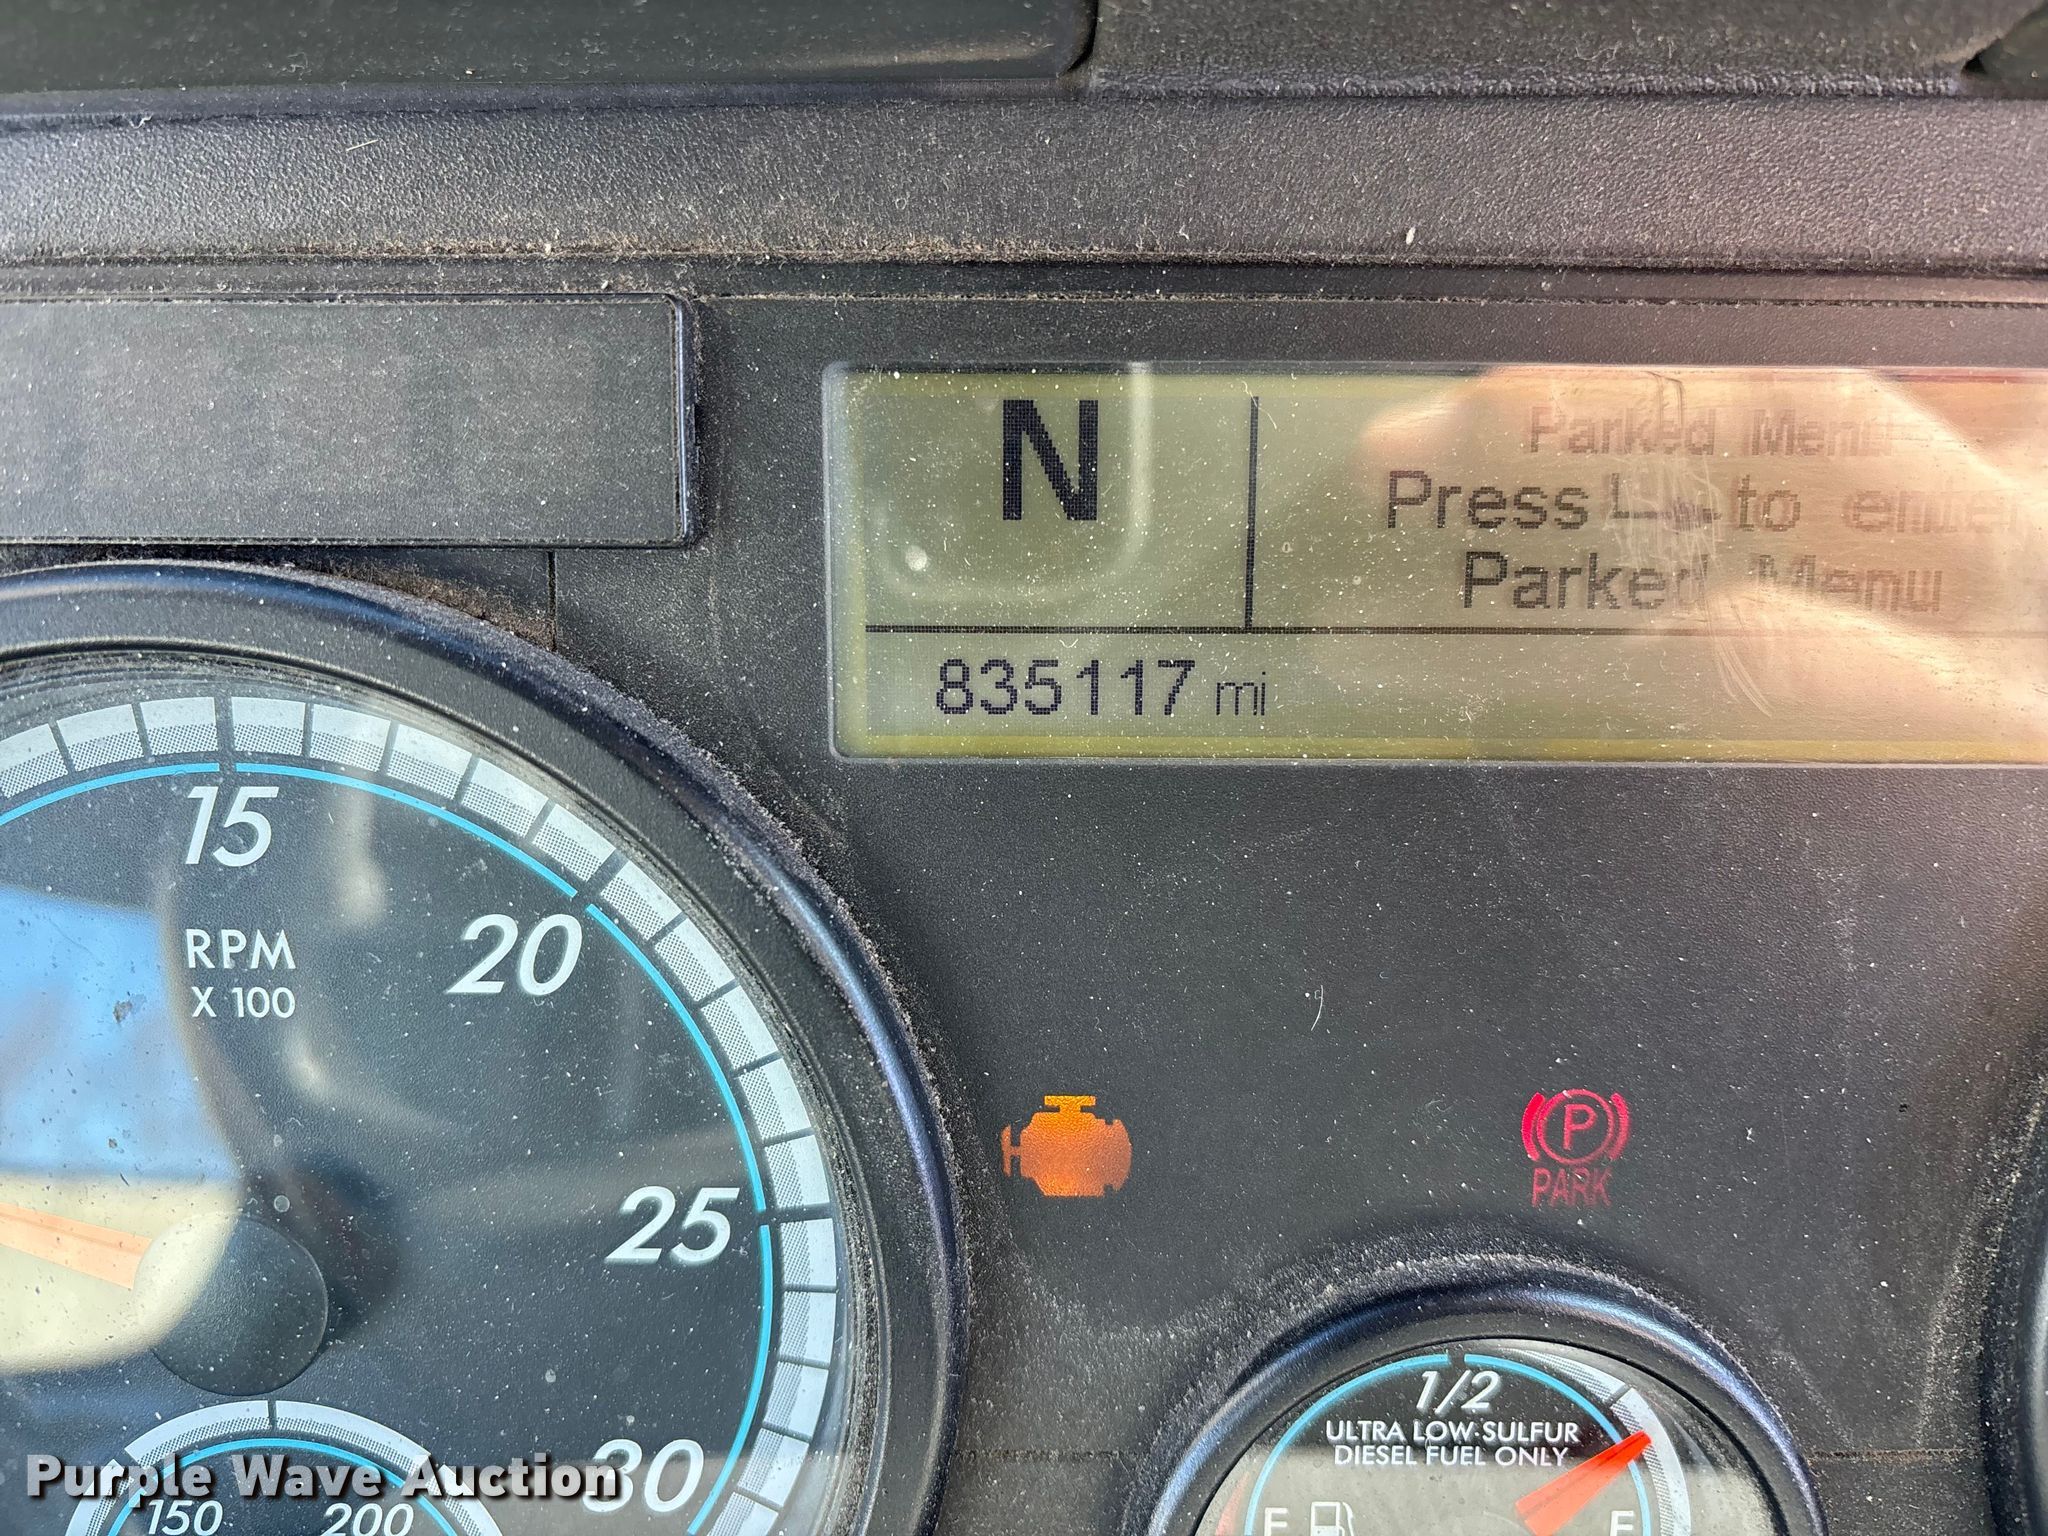 N
Parked Menu
Press to enter
Parked Menu
835117 mi
15
20
RPM
X 100
25
30
PARK
P
1/2
ULTRA LOW-SULFUR
DIESEL FUEL ONLY
E
F
150
200
Purple Wave Auction